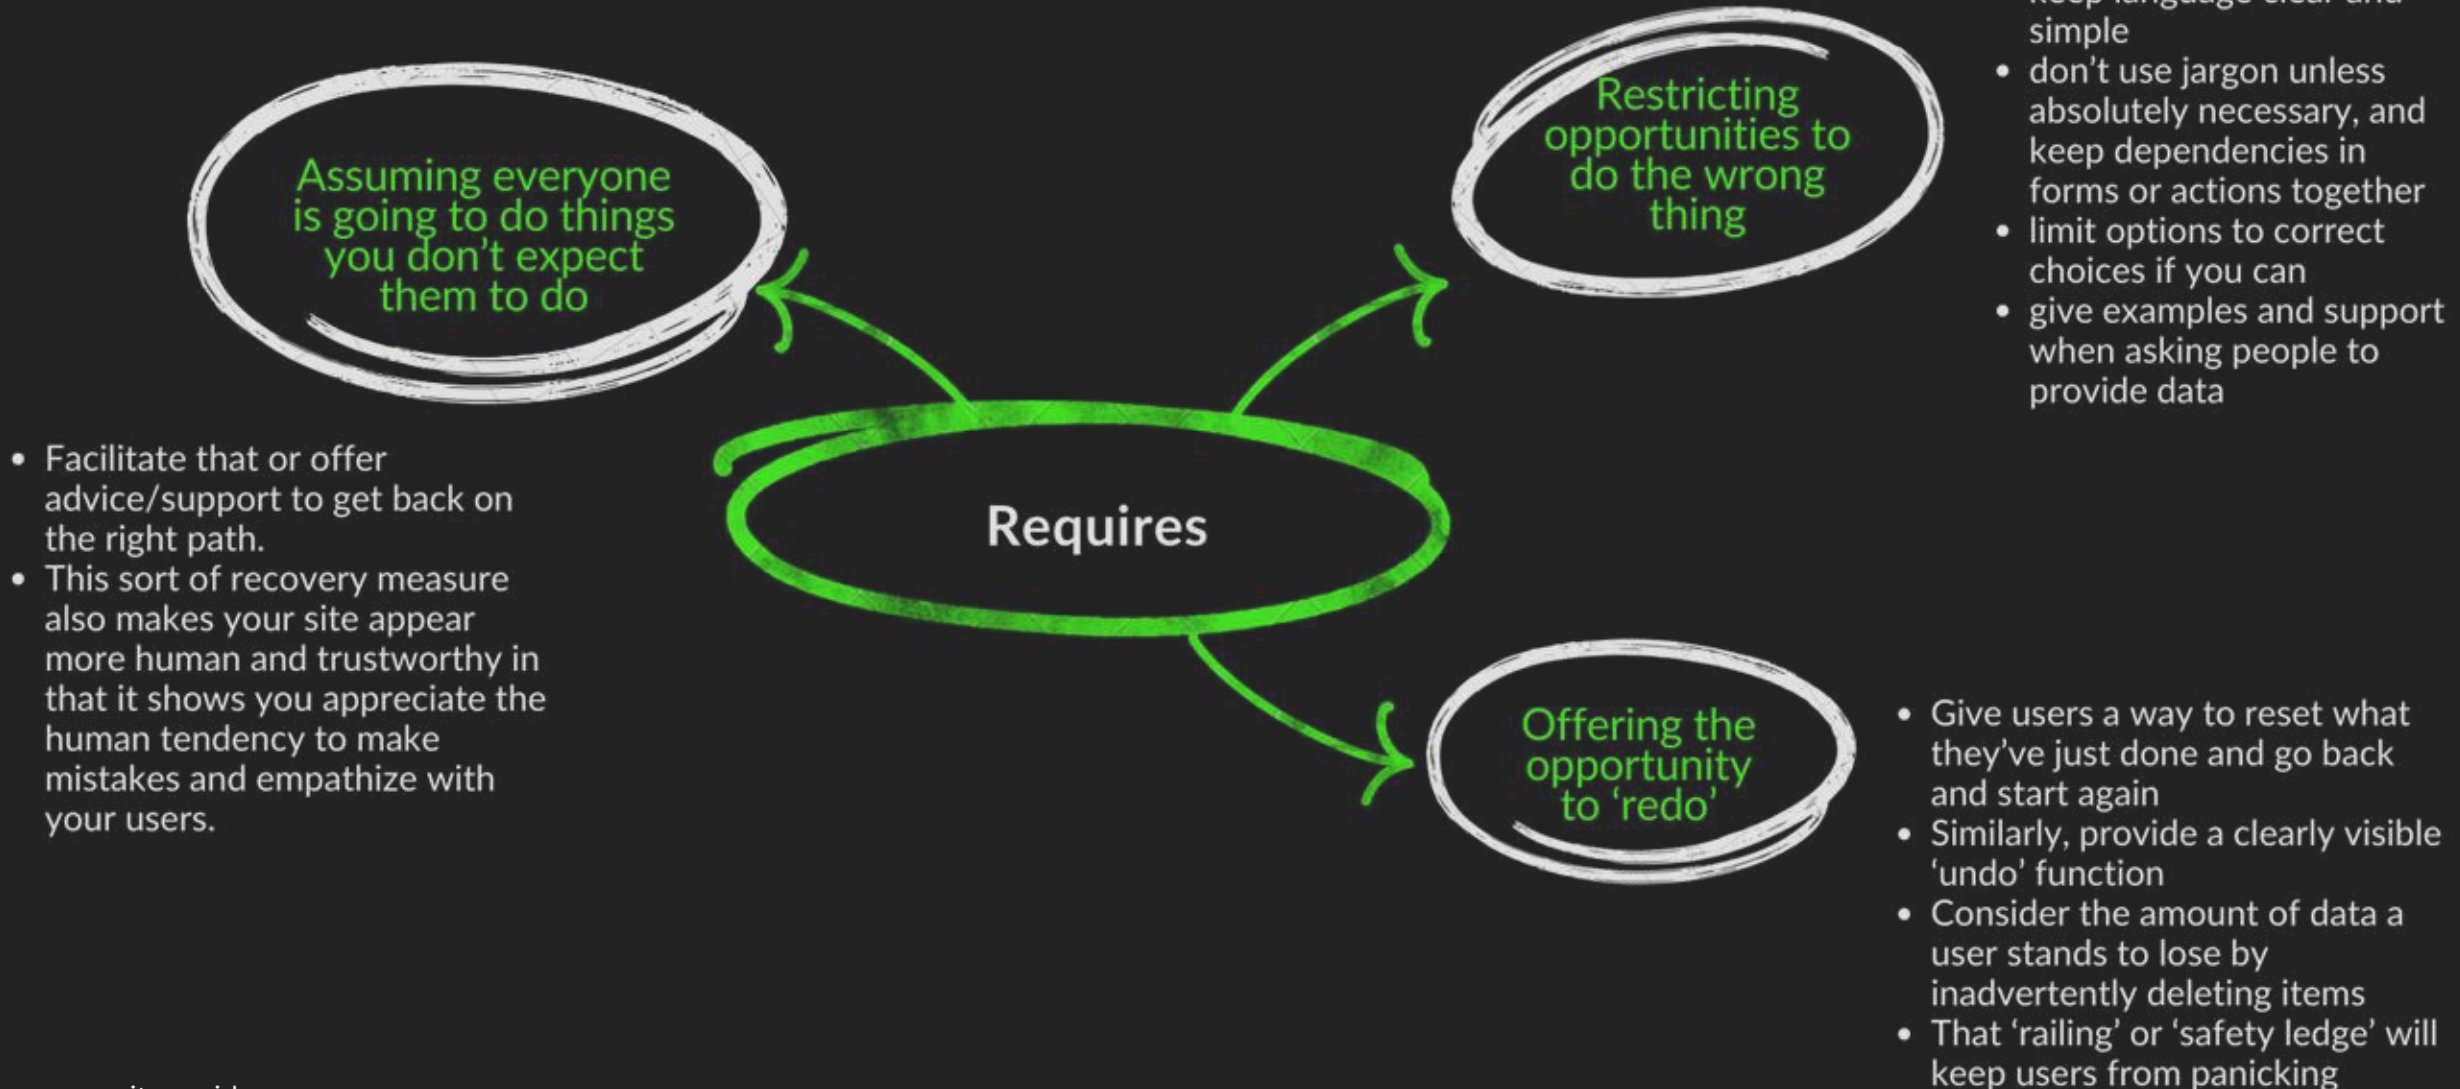 Assuming everyone
is going to do things
you don’t expect
them to do
Facilitate that or offer
advice/support to get back on
the right path.
This sort of recovery measure
also makes your site appear
more human and trustworthy in
that it shows you appreciate the
human tendency to make
mistakes and empathize with
your users.
Requires
Restricting
opportunities to
do the wrong
thing
keep language clear and
simple
don’t use jargon unless
absolutely necessary, and
keep dependencies in
forms or actions together
limit options to correct
choices if you can
give examples and support
when asking people to
provide data
Offering the
opportunity
to ‘redo’
Give users a way to reset what
they’ve just done and go back
and start again
Similarly, provide a clearly visible
‘undo’ function
Consider the amount of data a
user stands to lose by
inadvertently deleting items
That ‘railing’ or ‘safety ledge’ will
keep users from panicking